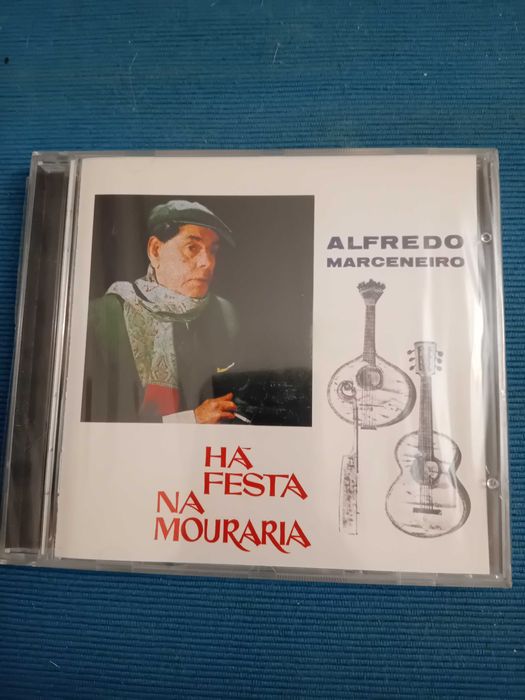 ALFREDO
MARCENEIRO
HÁ
FESTA
NA
MOURARIA